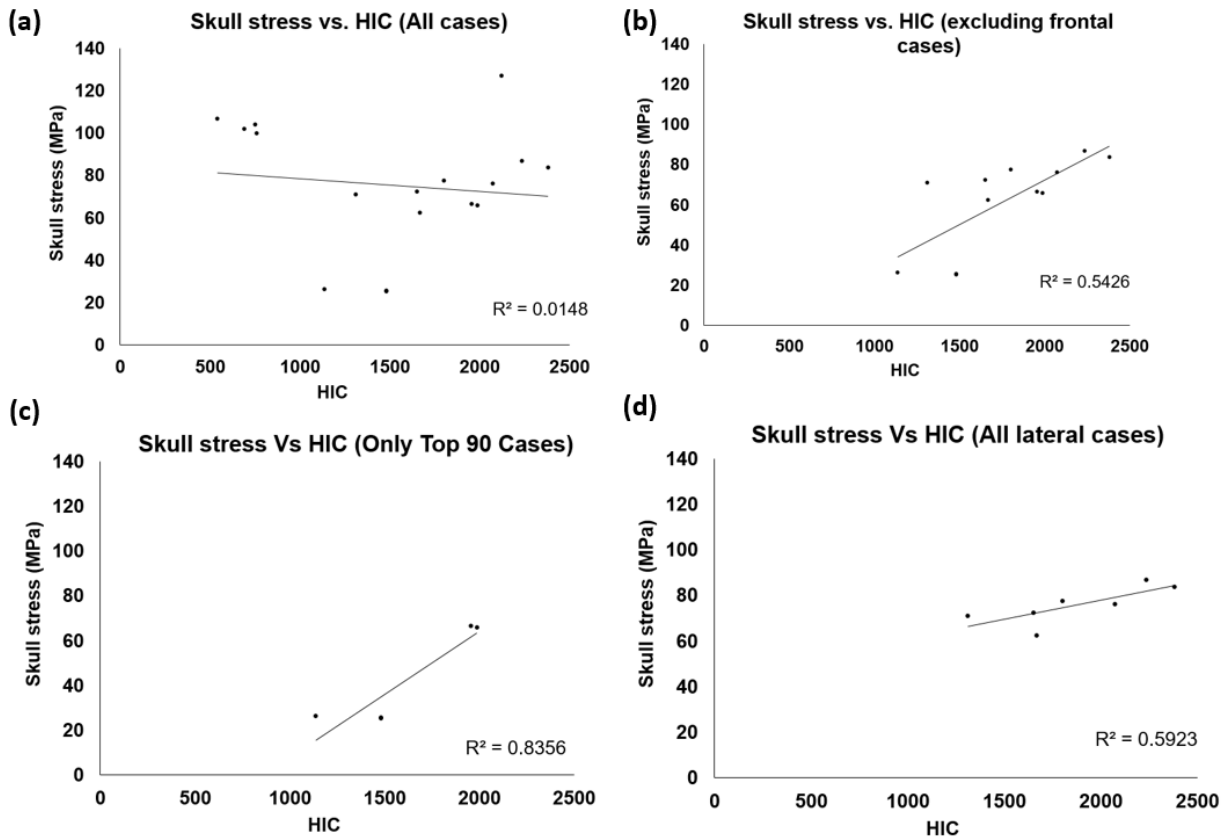 (a)
Skull stress vs. HIC (All cases)
Skull stress (MPa)
140
120
100
80
60
40
20
0
R² = 0.0148
0 500 1000 1500 2000 2500
HIC
(b)
Skull stress vs. HIC (excluding frontal
cases)
Skull stress (MPa)
140
120
100
80
60
40
20
0
R² = 0.5426
0 500 1000 1500 2000 2500
HIC
(c)
Skull stress Vs HIC (Only Top 90 Cases)
Skull stress (MPa)
140
120
100
80
60
40
20
0
R² = 0.8356
0 500 1000 1500 2000 2500
HIC
(d)
Skull stress Vs HIC (All lateral cases)
Skull stress (MPa)
140
120
100
80
60
40
20
0
R² = 0.5923
0 500 1000 1500 2000 2500
HIC